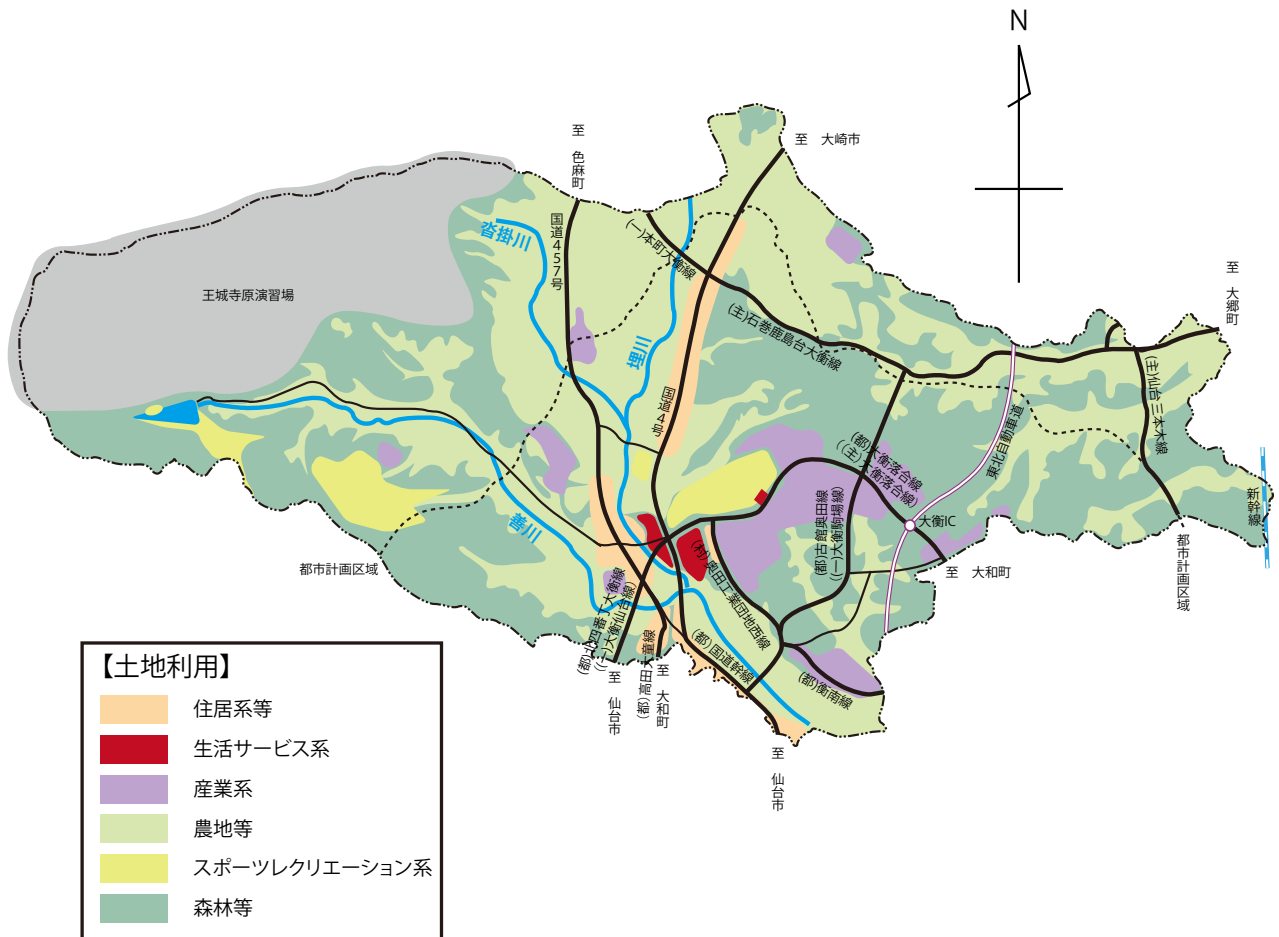 N
至 大崎市
至 色麻町
国道457号
沓掛川
(一)本町大衡線
埋川
王城寺原演習場
(主)石巻鹿島台大衡線
至 大郷町
国道4号
(主)仙台三本木線
東北自動車道
(都)大衡落合線
((主)大衡落合線)
新幹線
大衡IC
善川
(都)古館奥田線
((一)大衡駒場線)
都市計画区域
都市計画区域
至 大和町
(村)奥田工業団地西線
(都)北四番丁大衡線
((一)大衡仙台線)
(都)高田大童線
(都)国道幹線
(都)衡南線
至 仙台市
至 大和町
至 仙台市
【土地利用】
住居系等
生活サービス系
産業系
農地等
スポーツレクリエーション系
森林等